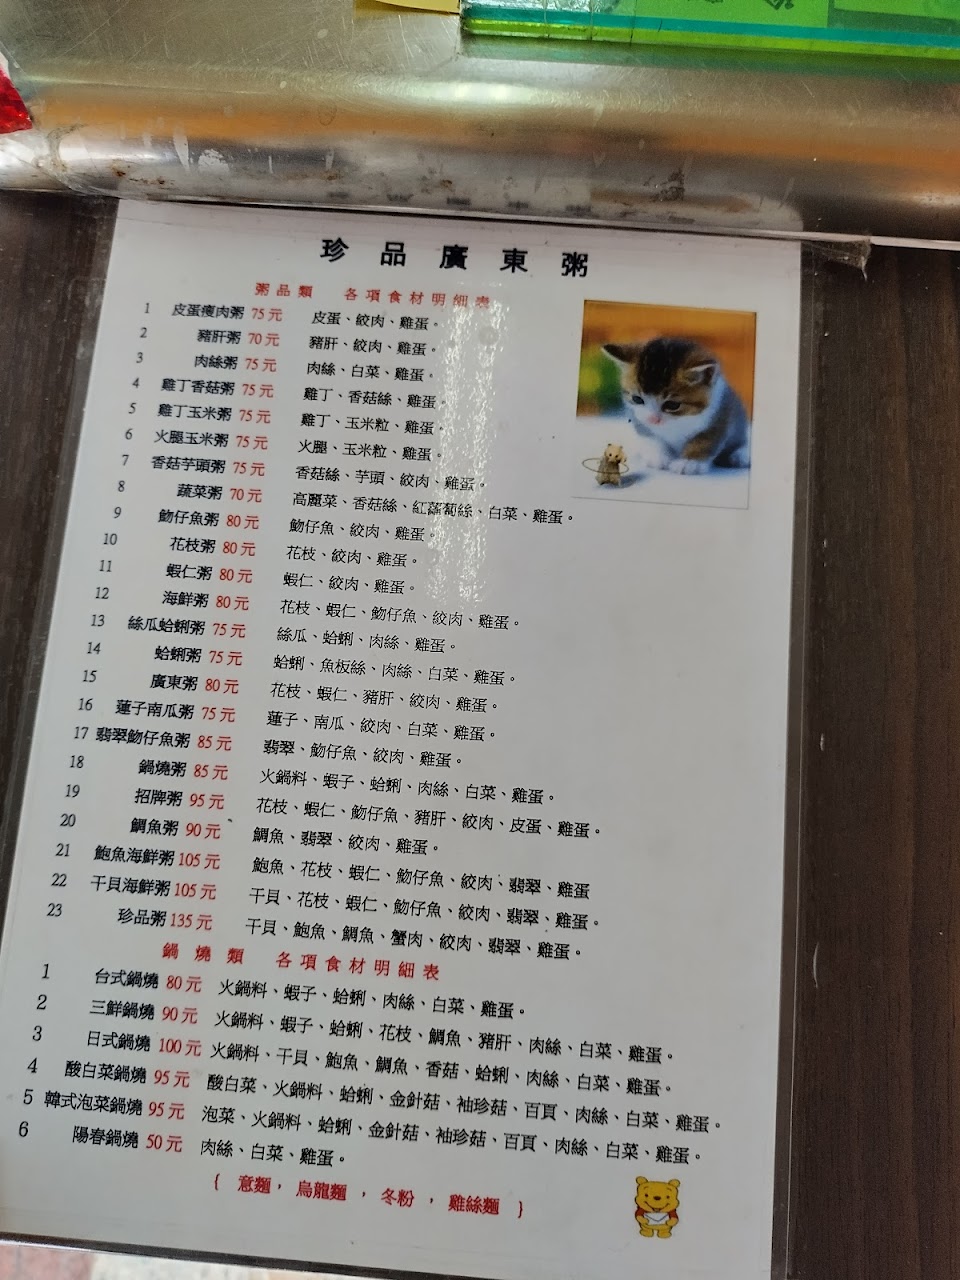 珍品廣東粥
粥品類 各項食材明細表
1 皮蛋瘦肉粥 75元 皮蛋、絞肉、雞蛋。
2 豬肝粥 70元 豬肝、絞肉、雞蛋。
3 肉絲粥 75元 肉絲、白菜、雞蛋。
4 雞丁香菇粥 75元 雞丁、香菇絲、雞蛋。
5 雞丁玉米粥 75元 雞丁、玉米粒、雞蛋。
6 火腿玉米粥 75元 火腿、玉米粒、雞蛋。
7 香菇芋頭粥 75元 香菇絲、芋頭、絞肉、雞蛋。
8 蔬菜粥 70元 高麗菜、香菇絲、紅蘿蔔絲、白菜、雞蛋。
9 魩仔魚粥 80元 魩仔魚、絞肉、雞蛋。
10 花枝粥 80元 花枝、絞肉、雞蛋。
11 蝦仁粥 80元 蝦仁、絞肉、雞蛋。
12 海鮮粥 80元 花枝、蝦仁、魩仔魚、絞肉、雞蛋。
13 絲瓜蛤蜊粥 75元 絲瓜、蛤蜊、肉絲、雞蛋。
14 蛤蜊粥 75元 蛤蜊、魚板絲、肉絲、白菜、雞蛋。
15 廣東粥 80元 花枝、蝦仁、豬肝、絞肉、雞蛋。
16 蓮子南瓜粥 75元 蓮子、南瓜、絞肉、白菜、雞蛋。
17 翡翠魩仔魚粥 85元 翡翠、魩仔魚、絞肉、雞蛋。
18 鍋燒粥 85元 火鍋料、蝦子、蛤蜊、肉絲、白菜、雞蛋。
19 招牌粥 95元 花枝、蝦仁、魩仔魚、豬肝、絞肉、皮蛋、雞蛋。
20 鯛魚粥 90元 鯛魚、翡翠、絞肉、雞蛋。
21 鮑魚海鮮粥 105元 鮑魚、花枝、蝦仁、魩仔魚、絞肉、翡翠、雞蛋
22 干貝海鮮粥 105元 干貝、花枝、蝦仁、魩仔魚、絞肉、翡翠、雞蛋。
23 珍品粥 135元 干貝、鮑魚、鯛魚、蟹肉、絞肉、翡翠、雞蛋。
鍋燒類 各項食材明細表
1 台式鍋燒 80元 火鍋料、蝦子、蛤蜊、肉絲、白菜、雞蛋。
2 三鮮鍋燒 90元 火鍋料、蝦子、蛤蜊、花枝、鯛魚、豬肝、肉絲、白菜、雞蛋。
3 日式鍋燒 100元 火鍋料、干貝、鮑魚、鯛魚、香菇、蛤蜊、肉絲、白菜、雞蛋。
4 酸白菜鍋燒 95元 酸白菜、火鍋料、蛤蜊、金針菇、袖珍菇、百頁、肉絲、白菜、雞蛋。
5 韓式泡菜鍋燒 95元 泡菜、火鍋料、蛤蜊、金針菇、袖珍菇、百頁、肉絲、白菜、雞蛋。
6 陽春鍋燒 50元 肉絲、白菜、雞蛋。
{ 意麵，烏龍麵，冬粉，雞絲麵 }